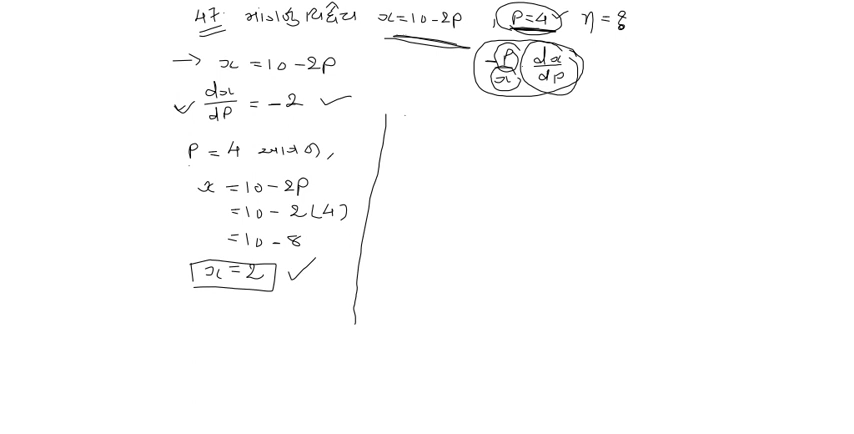 47. માંગનું વિધેય x = 10 - 2P , P = 4 η = ?
→ x = 10 - 2P
- P/x . dx/dp
dx/dP = -2
P = 4 આગળ,
x = 10 - 2P
= 10 - 2(4)
= 10 - 8
x = 2